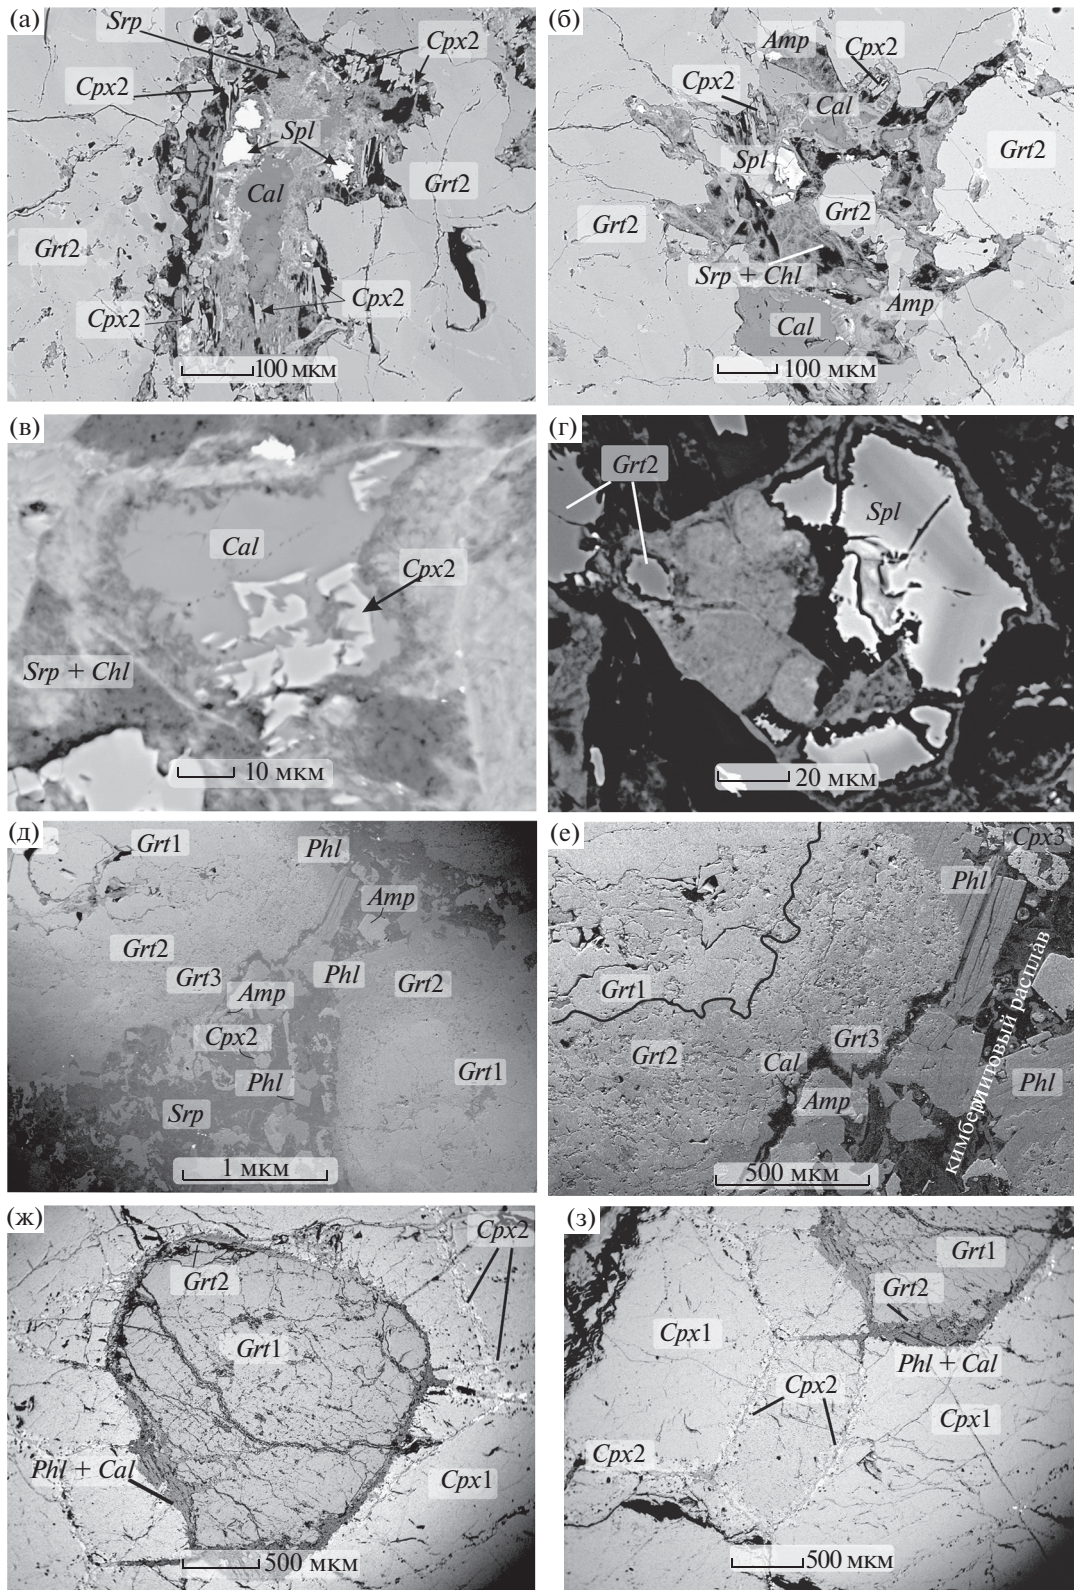 (а)
Srp
Cpx2
Cpx2
Spl
Cal
Grt2
Grt2
Cpx2
Cpx2
100 мкм
(б)
Amp
Cpx2
Cpx2
Cal
Spl
Grt2
Grt2
Grt2
Srp + Chl
Amp
Cal
100 мкм
(в)
Cal
Cpx2
Srp + Chl
10 мкм
(г)
Grt2
Spl
20 мкм
(д)
Grt1
Phl
Amp
Grt2
Grt3
Phl
Grt2
Amp
Cpx2
Grt1
Phl
Srp
1 мкм
(е)
Cpx3
Phl
Grt1
Grt3
Grt2
Cal
Amp
Phl
кимберлитовый расплав
500 мкм
(ж)
Cpx2
Grt2
Grt1
Phl + Cal
Cpx1
500 мкм
(з)
Grt1
Grt2
Cpx1
Phl + Cal
Cpx2
Cpx1
Cpx2
500 мкм